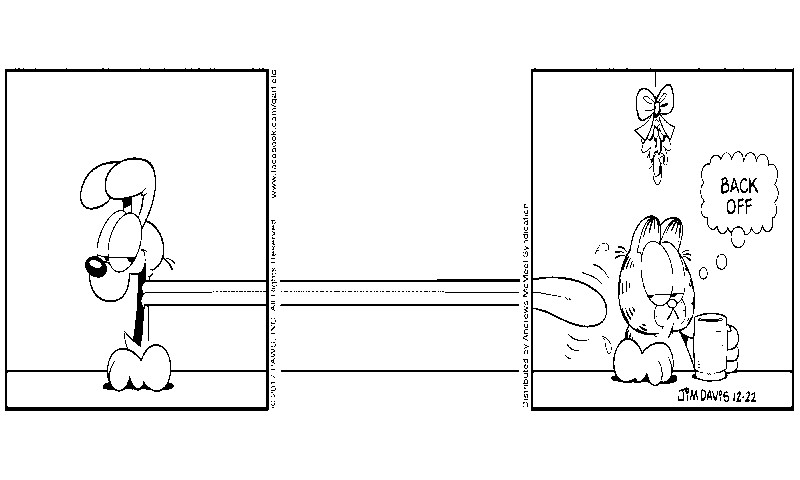 © 2017 PAWS, INC. All Rights Reserved.
www.facebook.com/garfield
Distributed by Andrews McMeel Syndication
BACK
OFF
JIM DAVIS 12-22